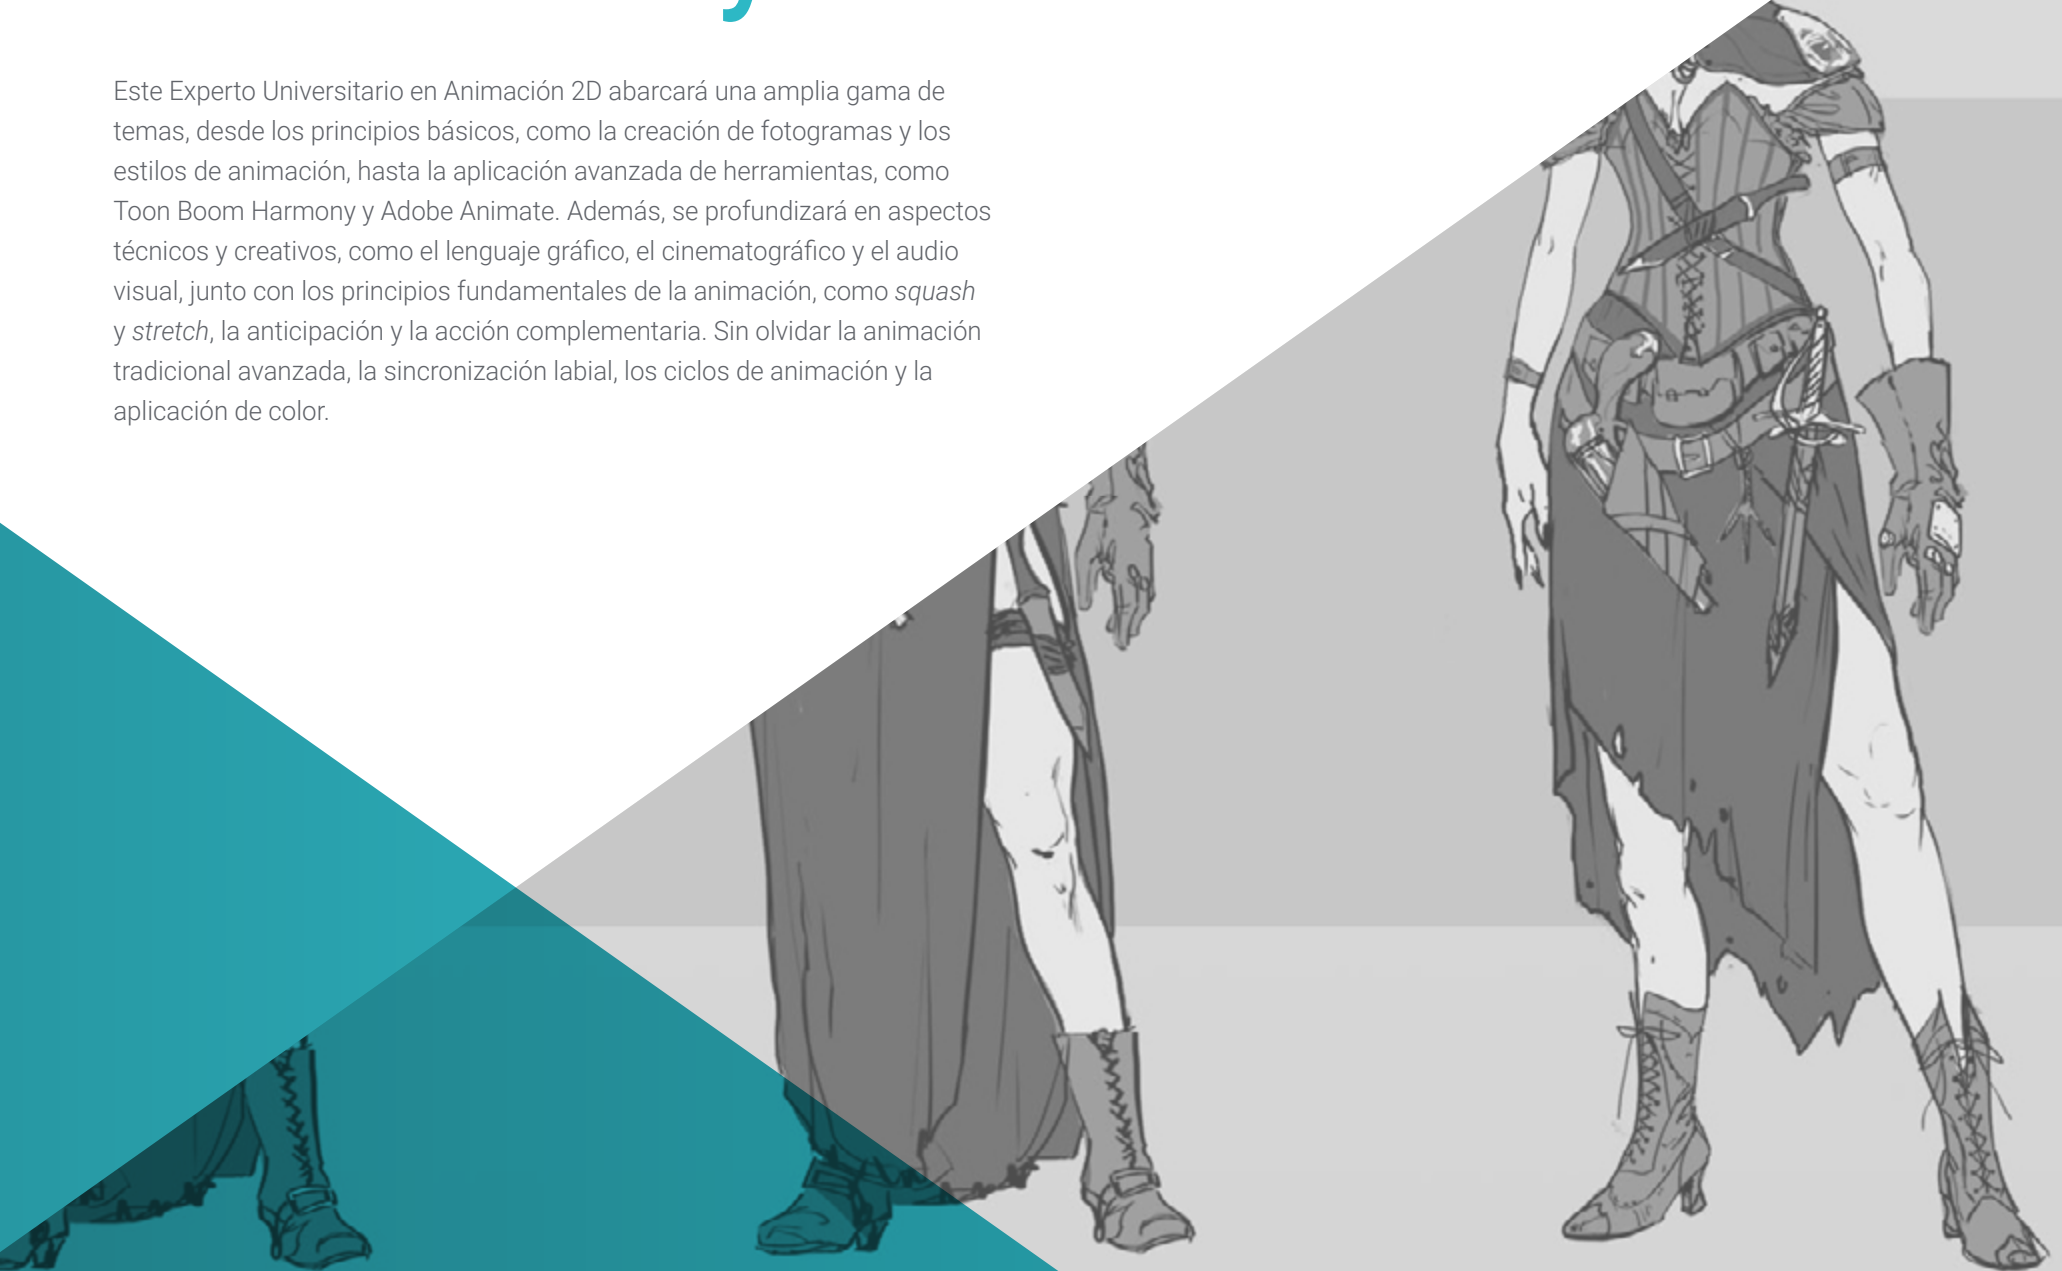 Este Experto Universitario en Animación 2D abarcará una amplia gama de
temas, desde los principios básicos, como la creación de fotogramas y los
estilos de animación, hasta la aplicación avanzada de herramientas, como
Toon Boom Harmony y Adobe Animate. Además, se profundizará en aspectos
técnicos y creativos, como el lenguaje gráfico, el cinematográfico y el audio
visual, junto con los principios fundamentales de la animación, como squash
y stretch, la anticipación y la acción complementaria. Sin olvidar la animación
tradicional avanzada, la sincronización labial, los ciclos de animación y la
aplicación de color.